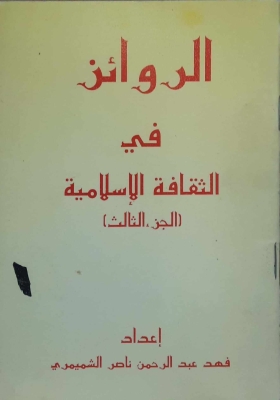 الروائز
في
الثقافة الإسلامية
(الجزء الثالث)
إعداد
فهد عبد الرحمن ناصر الشميمري